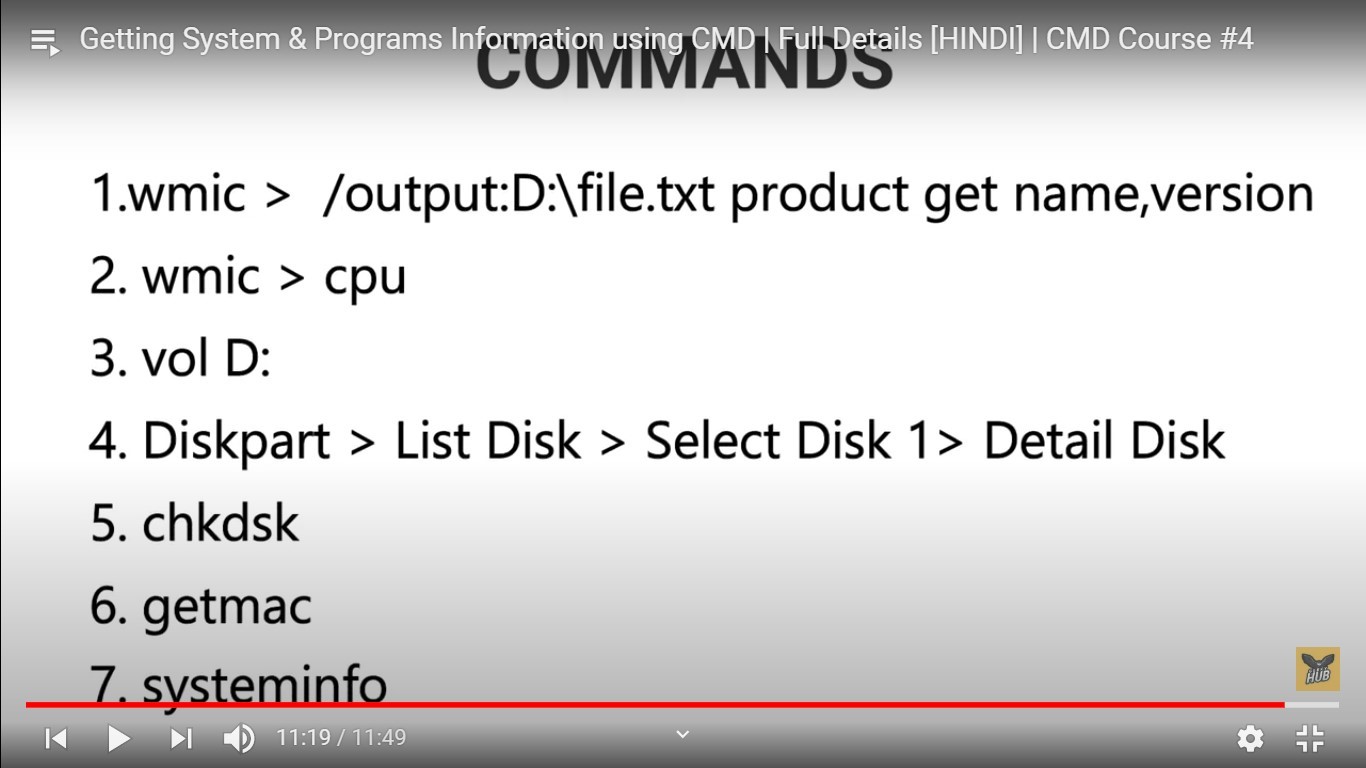 Getting System & Programs Information using CMD | Full Details [HINDI] | CMD Course #4
COMMANDS
1.wmic > /output:D:\file.txt product get name,version
2. wmic > cpu
3. vol D:
4. Diskpart > List Disk > Select Disk 1> Detail Disk
5. chkdsk
6. getmac
7. systeminfo
HUB
11:19 / 11:49